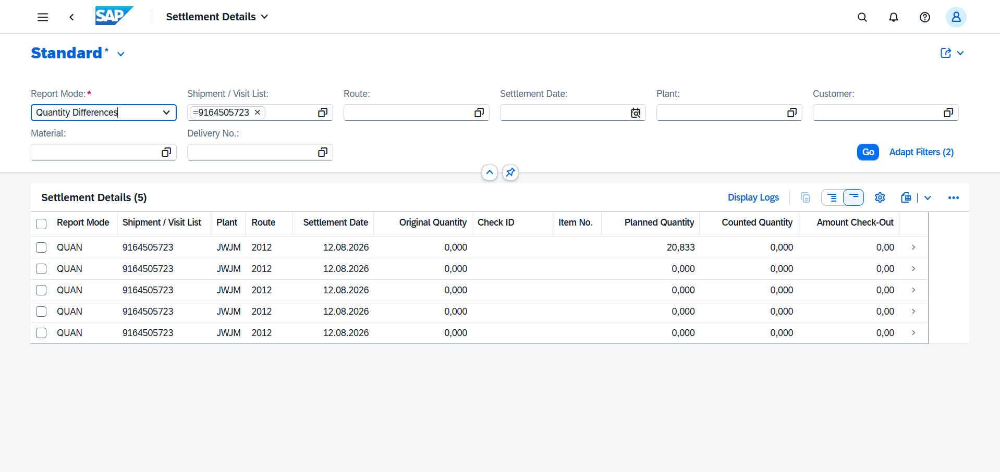 SAP
Settlement Details
Standard *
Report Mode:*
Shipment / Visit List:
Route:
Settlement Date:
Plant:
Customer:
Quantity Differences
=9164505723
Material:
Delivery No.:
Go
Adapt Filters (2)
Settlement Details (5)
Display Logs
Report Mode Shipment / Visit List Plant Route Settlement Date Original Quantity Check ID Item No. Planned Quantity Counted Quantity Amount Check-Out
QUAN 9164505723 JWJM 2012 12.08.2026 0,000 20,833 0,000 0,00
QUAN 9164505723 JWJM 2012 12.08.2026 0,000 0,000 0,000 0,00
QUAN 9164505723 JWJM 2012 12.08.2026 0,000 0,000 0,000 0,00
QUAN 9164505723 JWJM 2012 12.08.2026 0,000 0,000 0,000 0,00
QUAN 9164505723 JWJM 2012 12.08.2026 0,000 0,000 0,000 0,00